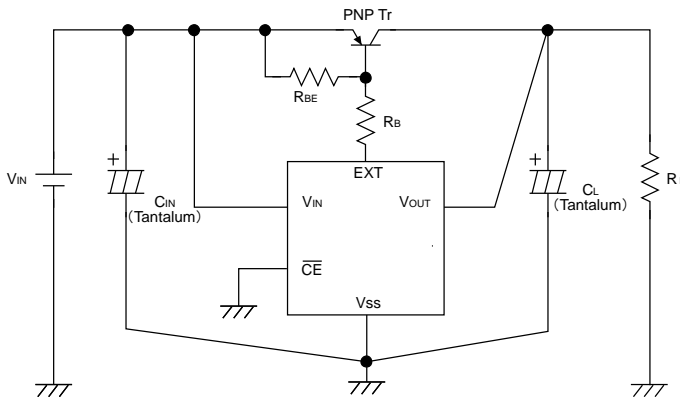 PNP Tr
RBE
RB
EXT
+
+
VIN
CIN
(Tantalum)
VIN
VOUT
CL
(Tantalum)
R
CE
Vss